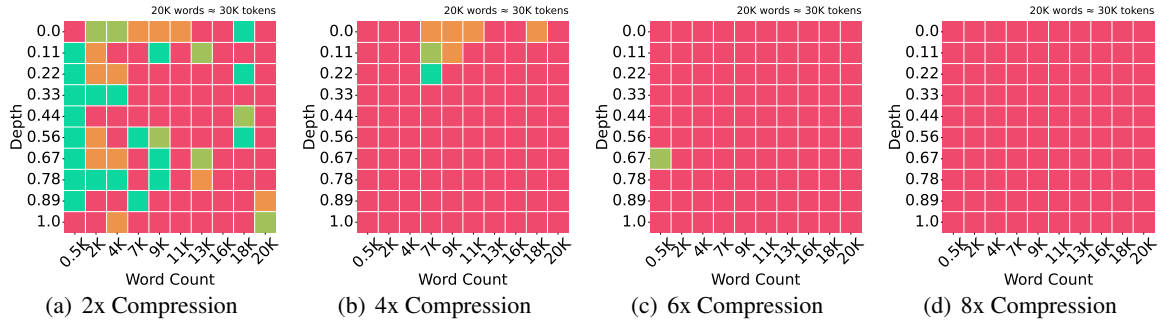 20K words ≈ 30K tokens
0.0
0.11
0.22
0.33
0.44
0.56
0.67
0.78
0.89
1.0
Depth
0.5K 2K 4K 7K 9K 11K 13K 16K 18K 20K
Word Count
(a) 2x Compression
20K words ≈ 30K tokens
0.0
0.11
0.22
0.33
0.44
0.56
0.67
0.78
0.89
1.0
Depth
0.5K 2K 4K 7K 9K 11K 13K 16K 18K 20K
Word Count
(b) 4x Compression
20K words ≈ 30K tokens
0.0
0.11
0.22
0.33
0.44
0.56
0.67
0.78
0.89
1.0
Depth
0.5K 2K 4K 7K 9K 11K 13K 16K 18K 20K
Word Count
(c) 6x Compression
20K words ≈ 30K tokens
0.0
0.11
0.22
0.33
0.44
0.56
0.67
0.78
0.89
1.0
Depth
0.5K 2K 4K 7K 9K 11K 13K 16K 18K 20K
Word Count
(d) 8x Compression